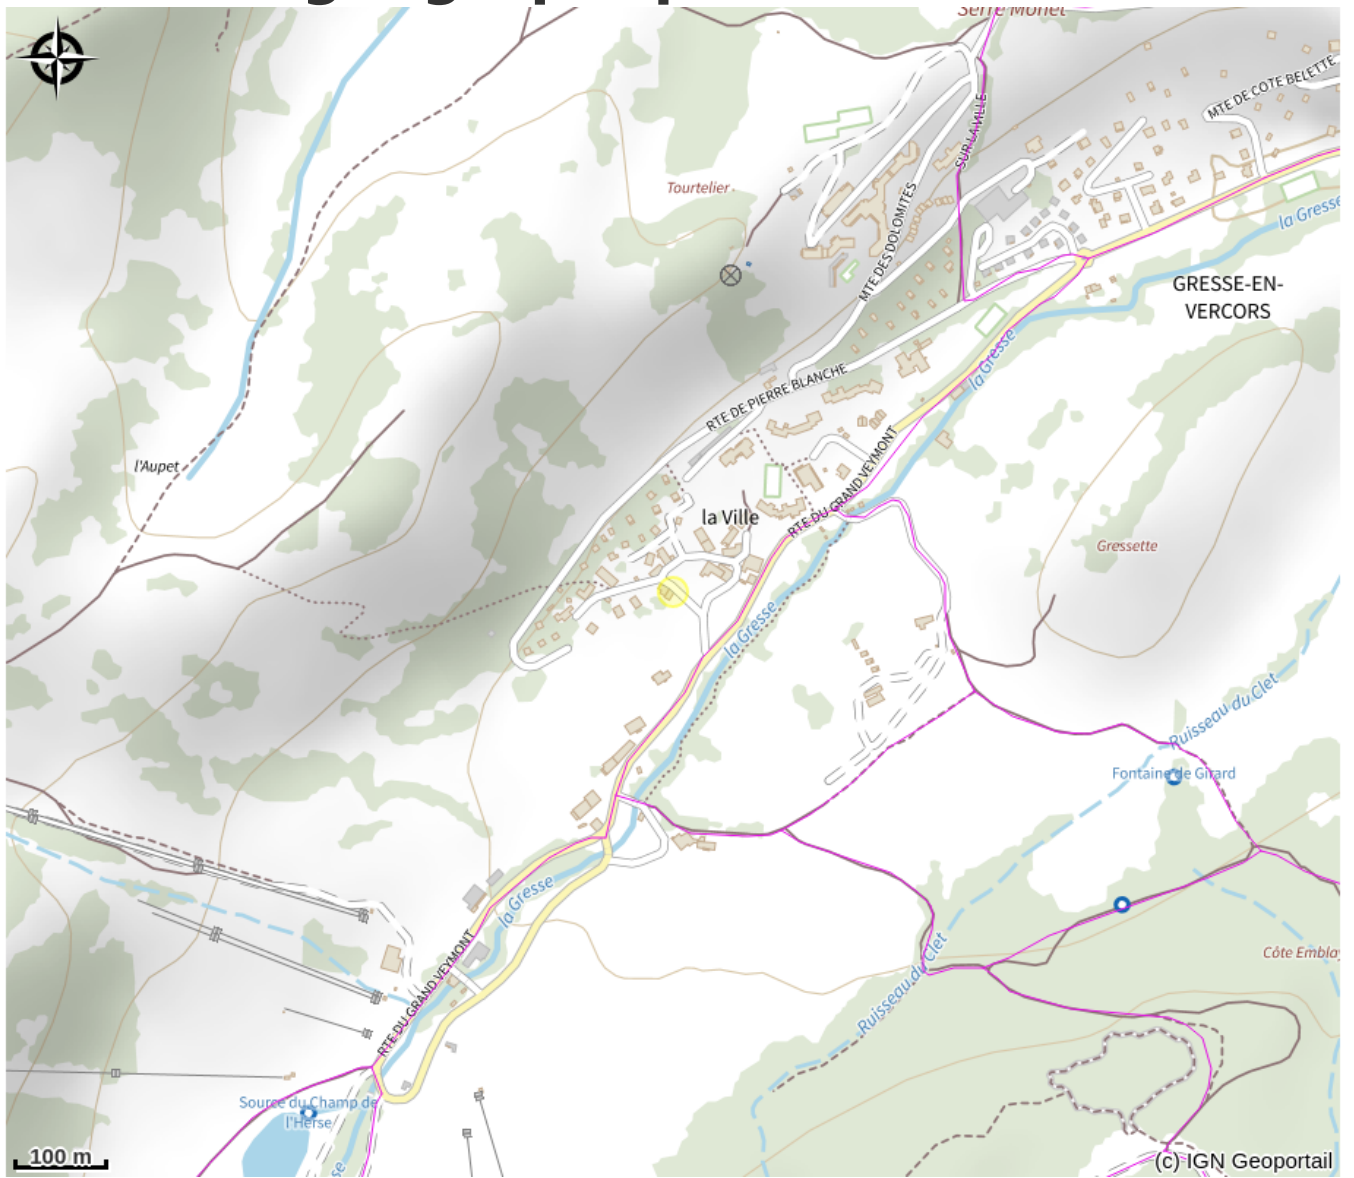 Serre Monet
MTE DE COTE BELETTE
SUR LA VILLE
Tourtelier
la Gresse
MTE DES DOLOMITES
GRESSE-EN-
VERCORS
la Gresse
RTE DE PIERRE BLANCHE
l'Aupet
RTE DU GRAND VEYMONT
la Ville
Gressette
la Gresse
Ruisseau du Clet
Fontaine de Girard
la Gresse
Côte Embla
RTE DU GRAND VEYMONT
Ruisseau du Clet
Source du Champ de
l'Herse
100 m
(c) IGN Geoportail